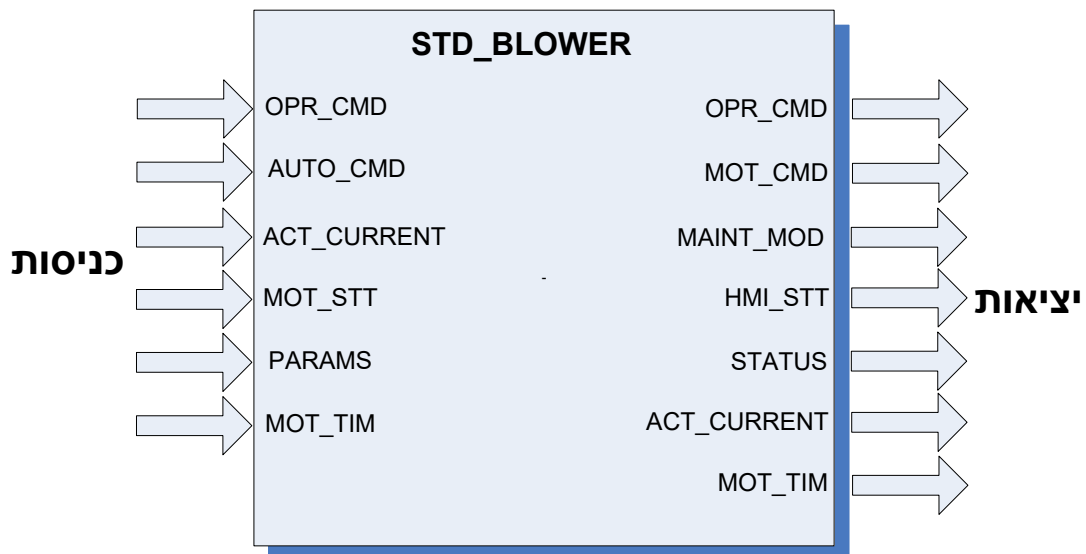 STD_BLOWER
כניסות
OPR_CMD
AUTO_CMD
ACT_CURRENT
MOT_STT
PARAMS
MOT_TIM
-
OPR_CMD
MOT_CMD
MAINT_MOD
HMI_STT
STATUS
ACT_CURRENT
MOT_TIM
יציאות